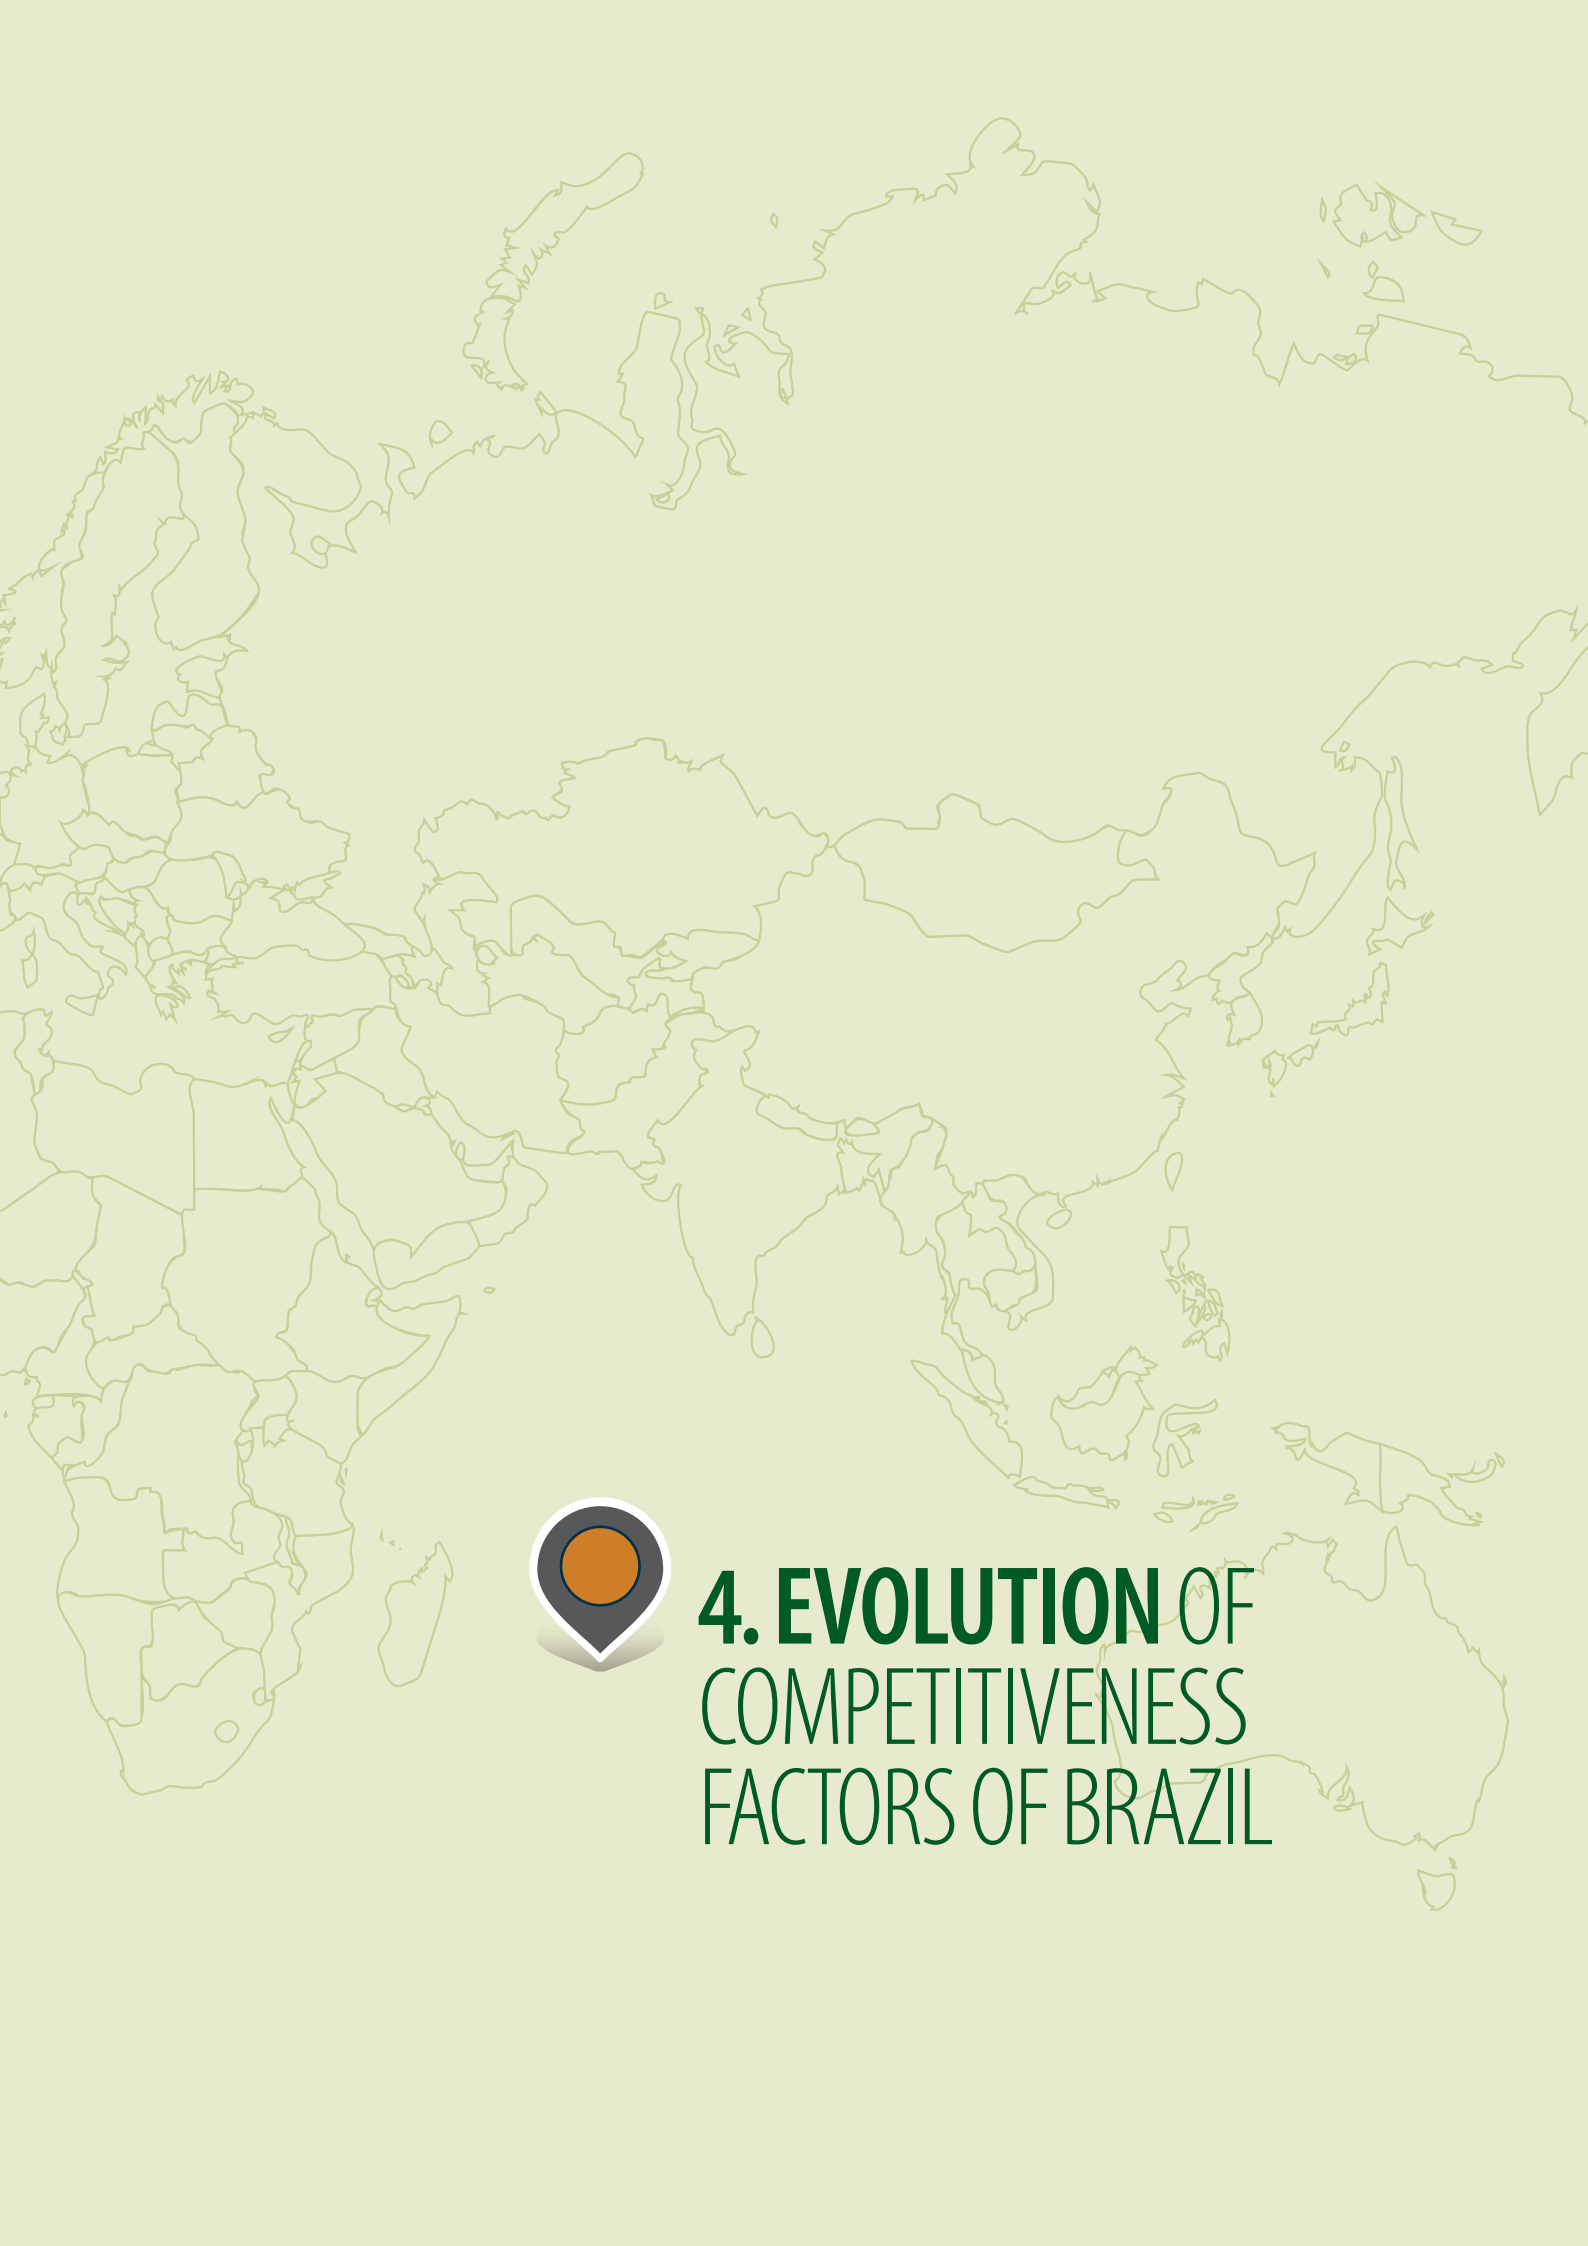 4. EVOLUTION OF
COMPETITIVENESS
FACTORS OF BRAZIL